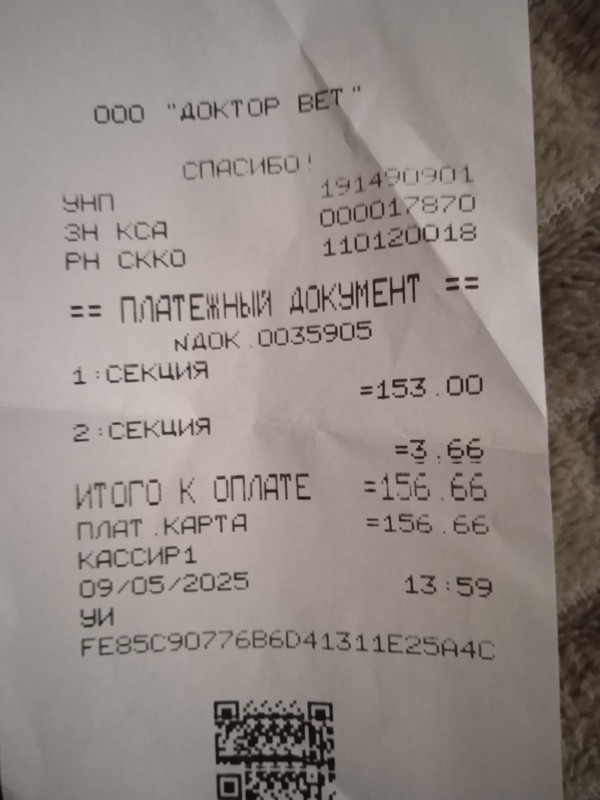 ООО "ДОКТОР ВЕТ"
СПАСИБО!
УНП 191490901
ЗН КСА 000017870
РН СККО 110120018
== ПЛАТЕЖНЫЙ ДОКУМЕНТ ==
№ДОК.0035905
1:СЕКЦИЯ
=153.00
2:СЕКЦИЯ
=3.66
ИТОГО К ОПЛАТЕ =156.66
ПЛАТ.КАРТА =156.66
КАССИР1
09/05/2025 13:59
УИ
FE85C90776B6D41311E25A4C